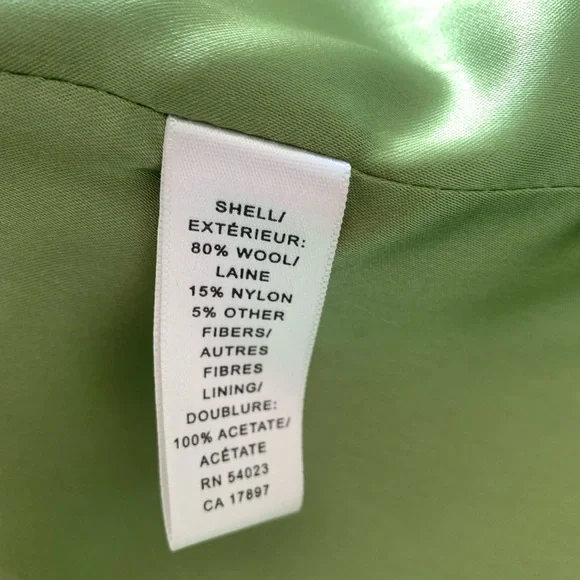 SHELL/
EXTÉRIEUR:
80% WOOL/
LAINE
15% NYLON
5% OTHER
FIBERS/
AUTRES
FIBRES
LINING/
DOUBLURE:
100% ACETATE/
ACÉTATE
RN 54023
CA 17897